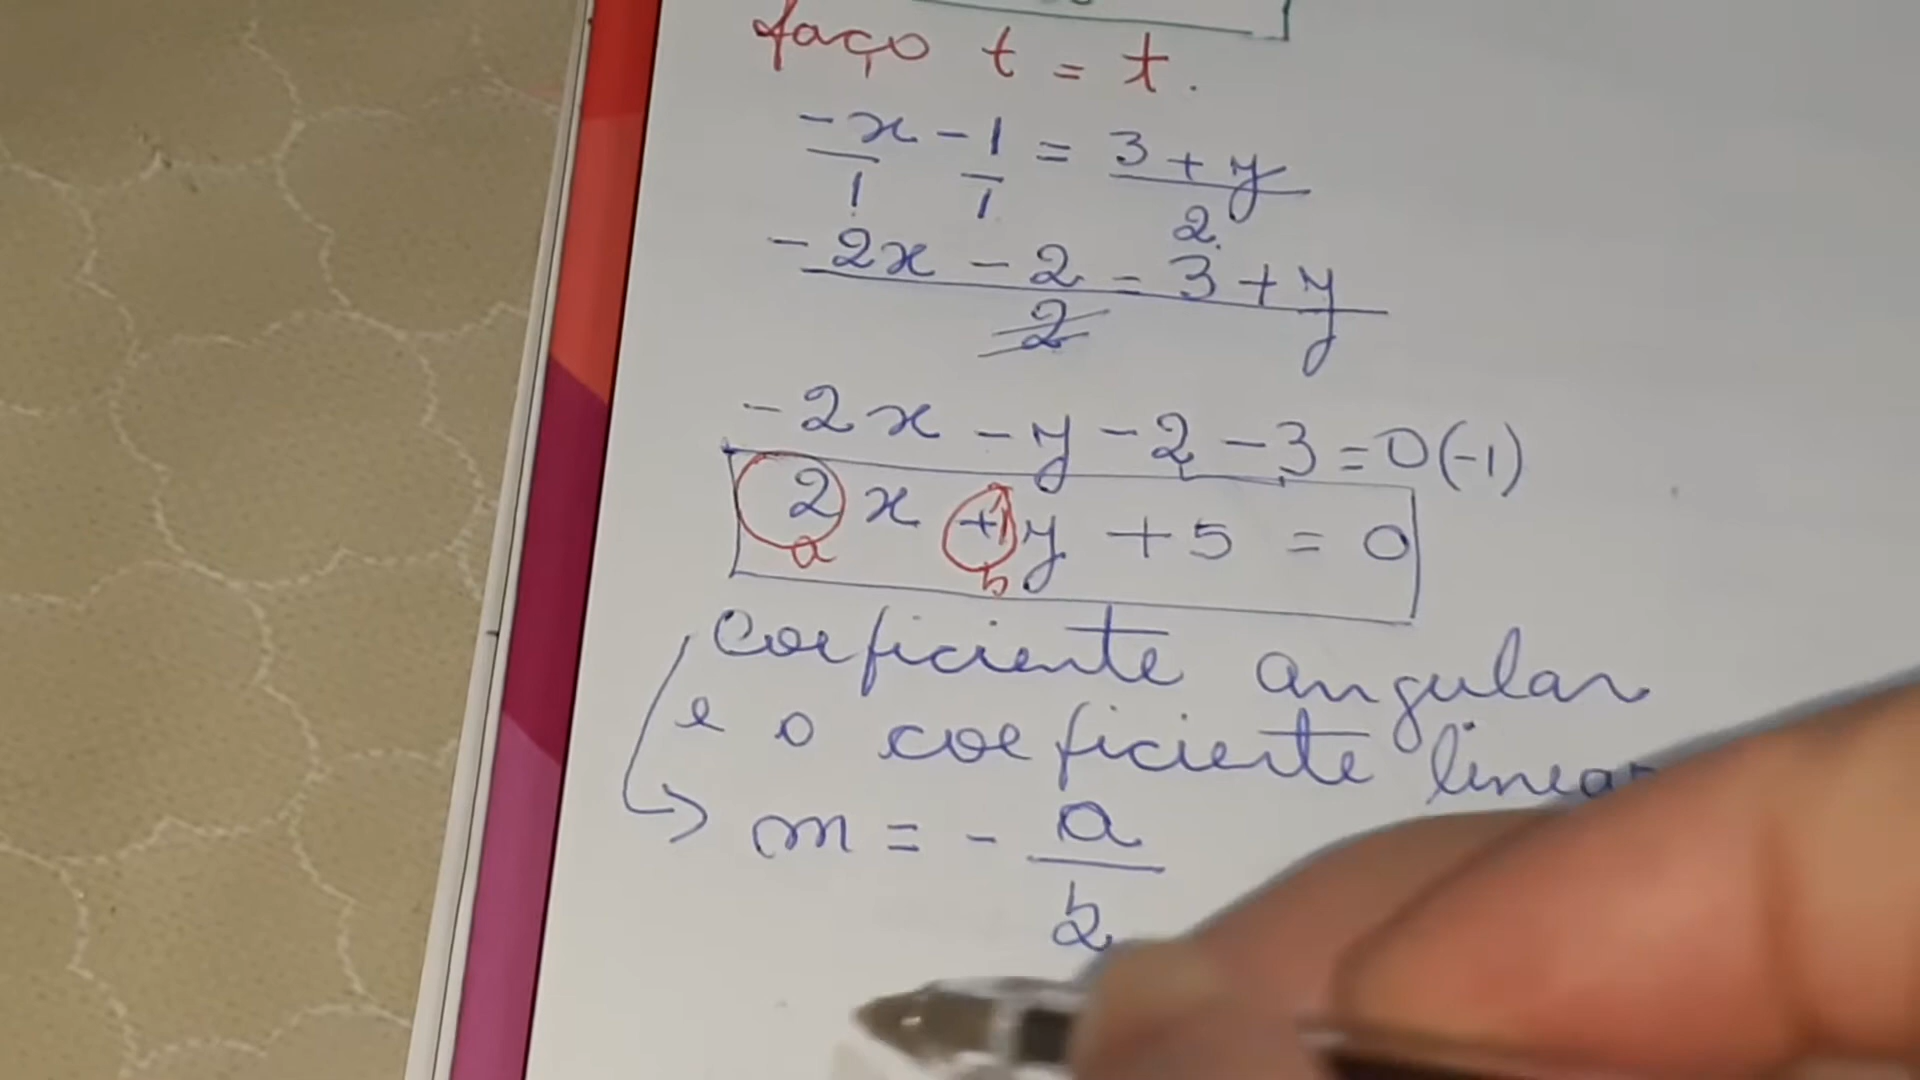 faço t = t.
-x/1 - 1/1 = 3 + y/2
-2x - 2 = 3 + y
2
-2x - y - 2 - 3 = 0 (-1)
2x + 1y + 5 = 0
a b
coeficiente angular
e o coeficiente linear
m = - a/b